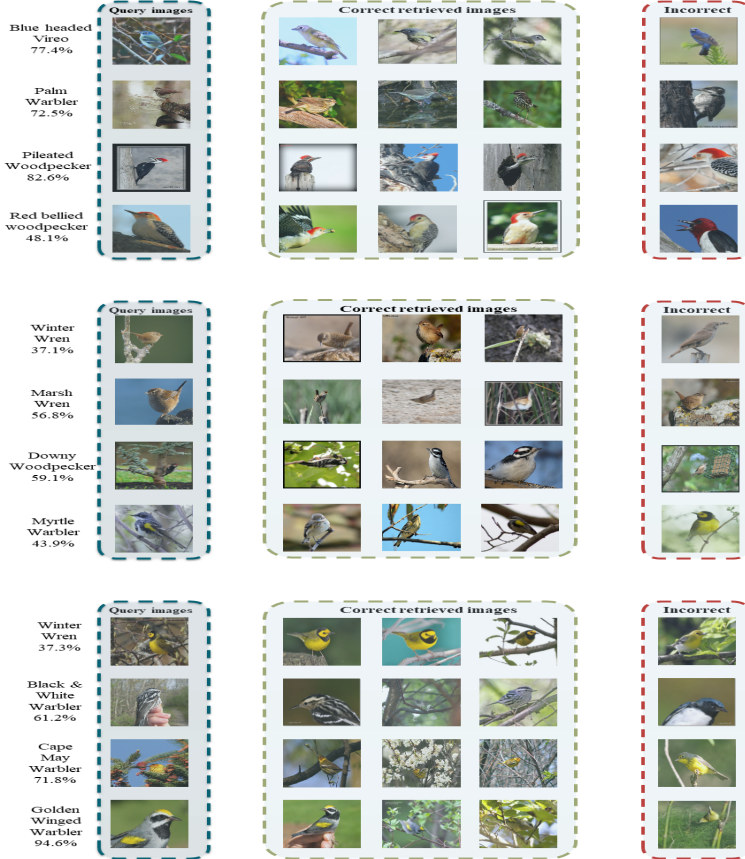 Query images
Correct retrieved images
Incorrect
Blue headed
Vireo
77.4%
Palm
Warbler
72.5%
Pileated
Woodpecker
82.6%
Red bellied
woodpecker
48.1%
Query images
Correct retrieved images
Incorrect
Winter
Wren
37.1%
Marsh
Wren
56.8%
Downy
Woodpecker
59.1%
Myrtle
Warbler
43.9%
Query images
Correct retrieved images
Incorrect
Winter
Wren
37.3%
Black &
White
Warbler
61.2%
Cape
May
Warbler
71.8%
Golden
Winged
Warbler
94.6%